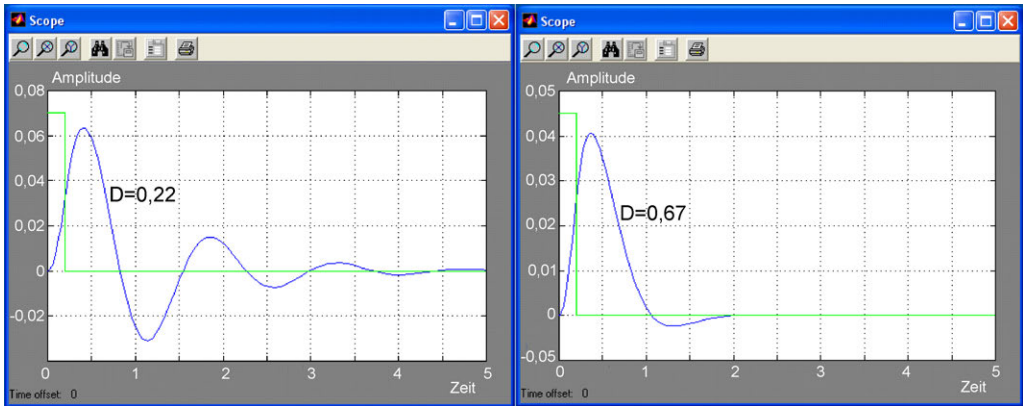 Scope
Amplitude
0,08
0,06
0,04
0,02
0
-0,02
D=0,22
0 1 2 3 4 5
Zeit
Time offset: 0
Scope
Amplitude
0,05
0,04
0,03
0,02
0,01
0
-0,05
D=0,67
0 1 2 3 4 5
Zeit
Time offset: 0